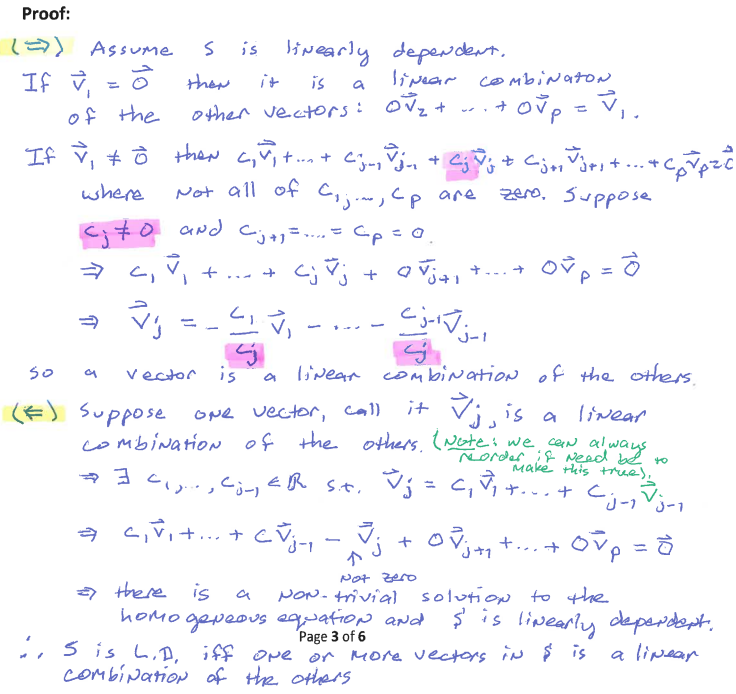 Proof:
(⇒) Assume S is linearly dependent.
If v⃗₁ = 0⃗ then it is a linear combinaton
of the other vectors: 0v⃗₂ + ... + 0v⃗ₚ = v⃗₁.
If v⃗₁ ≠ 0⃗ then c₁v⃗₁ + ... + cⱼ₋₁v⃗ⱼ₋₁ + cⱼv⃗ⱼ + cⱼ₊₁v⃗ⱼ₊₁ + ... + cₚv⃗ₚ = 0⃗
where not all of c₁, ..., cₚ are zero. Suppose
cⱼ ≠ 0 and cⱼ₊₁ = ... = cₚ = 0.
⇒ c₁v⃗₁ + ... + cⱼv⃗ⱼ + 0v⃗ⱼ₊₁ + ... + 0v⃗ₚ = 0⃗
⇒ v⃗ⱼ = - c₁/cⱼ v⃗₁ - ... - cⱼ₋₁/cⱼ v⃗ⱼ₋₁
so a vector is a linear combination of the others.
(⇐) Suppose one vector, call it v⃗ⱼ, is a linear
combination of the others. (Note: we can always
reorder if need be to
make this true).
⇒ ∃ c₁, ..., cⱼ₋₁ ∈ ℝ s.t. v⃗ⱼ = c₁v⃗₁ + ... + cⱼ₋₁v⃗ⱼ₋₁
⇒ c₁v⃗₁ + ... + cv⃗ⱼ₋₁ - v⃗ⱼ + 0v⃗ⱼ₊₁ + ... + 0v⃗ₚ = 0⃗
↑
not zero
⇒ there is a non-trivial solution to the
homogeneous equation and S is linearly dependent.
Page 3 of 6
∴ S is L.D. iff one or more vectors in S is a linear
combination of the others